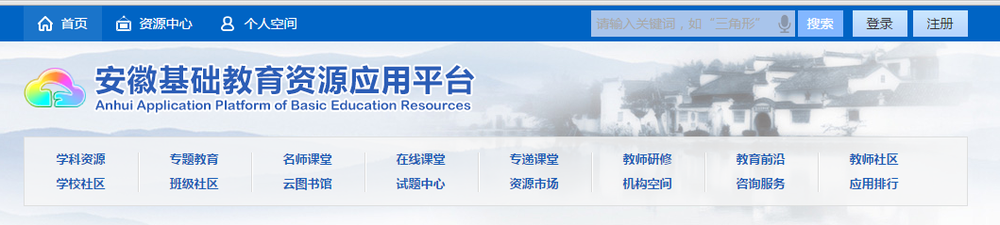 首页 资源中心 个人空间 请输入关键词，如“三角形” 搜索 登录 注册
安徽基础教育资源应用平台
Anhui Application Platform of Basic Education Resources
学科资源 专题教育 名师课堂 在线课堂 专递课堂 教师研修 教育前沿 教师社区
学校社区 班级社区 云图书馆 试题中心 资源市场 机构空间 咨询服务 应用排行